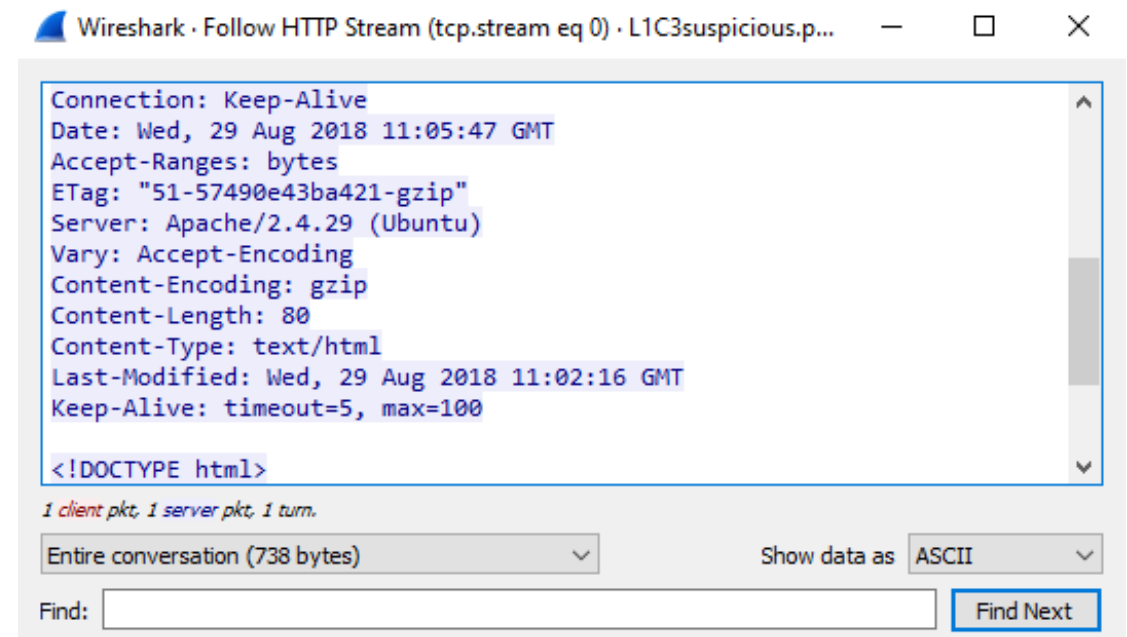 Wireshark · Follow HTTP Stream (tcp.stream eq 0) · L1C3suspicious.p...
Connection: Keep-Alive
Date: Wed, 29 Aug 2018 11:05:47 GMT
Accept-Ranges: bytes
ETag: "51-57490e43ba421-gzip"
Server: Apache/2.4.29 (Ubuntu)
Vary: Accept-Encoding
Content-Encoding: gzip
Content-Length: 80
Content-Type: text/html
Last-Modified: Wed, 29 Aug 2018 11:02:16 GMT
Keep-Alive: timeout=5, max=100
<!DOCTYPE html>
1 client pkt, 1 server pkt, 1 turn.
Entire conversation (738 bytes) Show data as ASCII
Find: Find Next